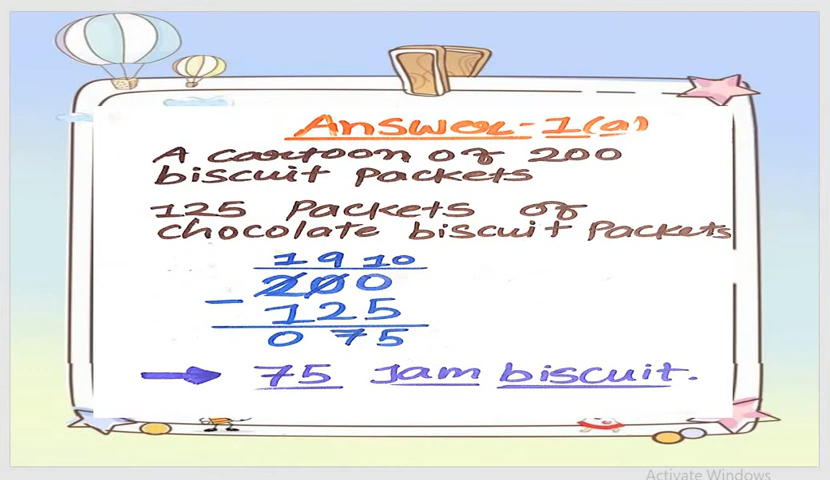 Answer-1(a)
A cartoon of 200
biscuit packets
125 Packets of
chocolate biscuit Packets
1 9 10
200
- 125
075
→ 75 Jam biscuit.
Activate Windows